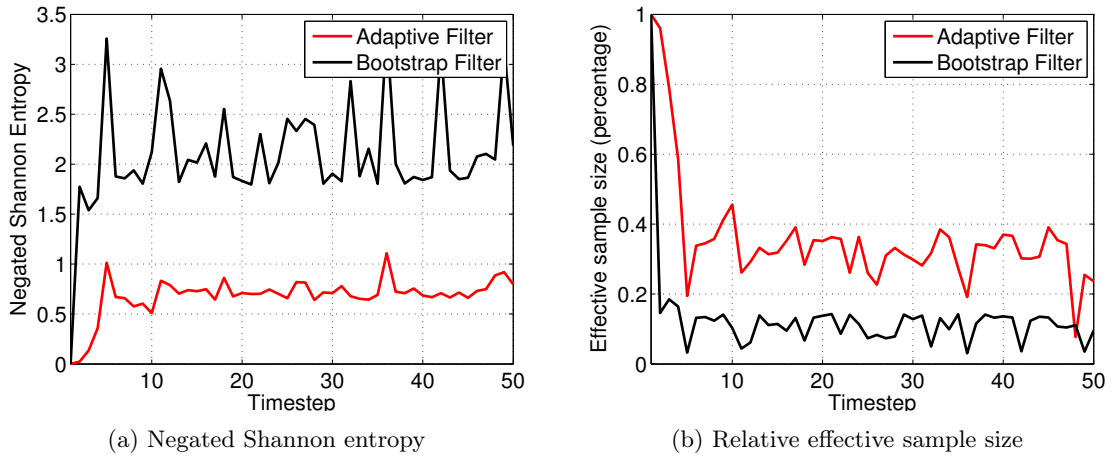 3.5
3
2.5
2
1.5
1
0.5
0
10
20
30
40
50
Negated Shannon Entropy
Timestep
Adaptive Filter
Bootstrap Filter
(a) Negated Shannon entropy
1
0.8
0.6
0.4
0.2
0
10
20
30
40
50
Effective sample size (percentage)
Timestep
Adaptive Filter
Bootstrap Filter
(b) Relative effective sample size